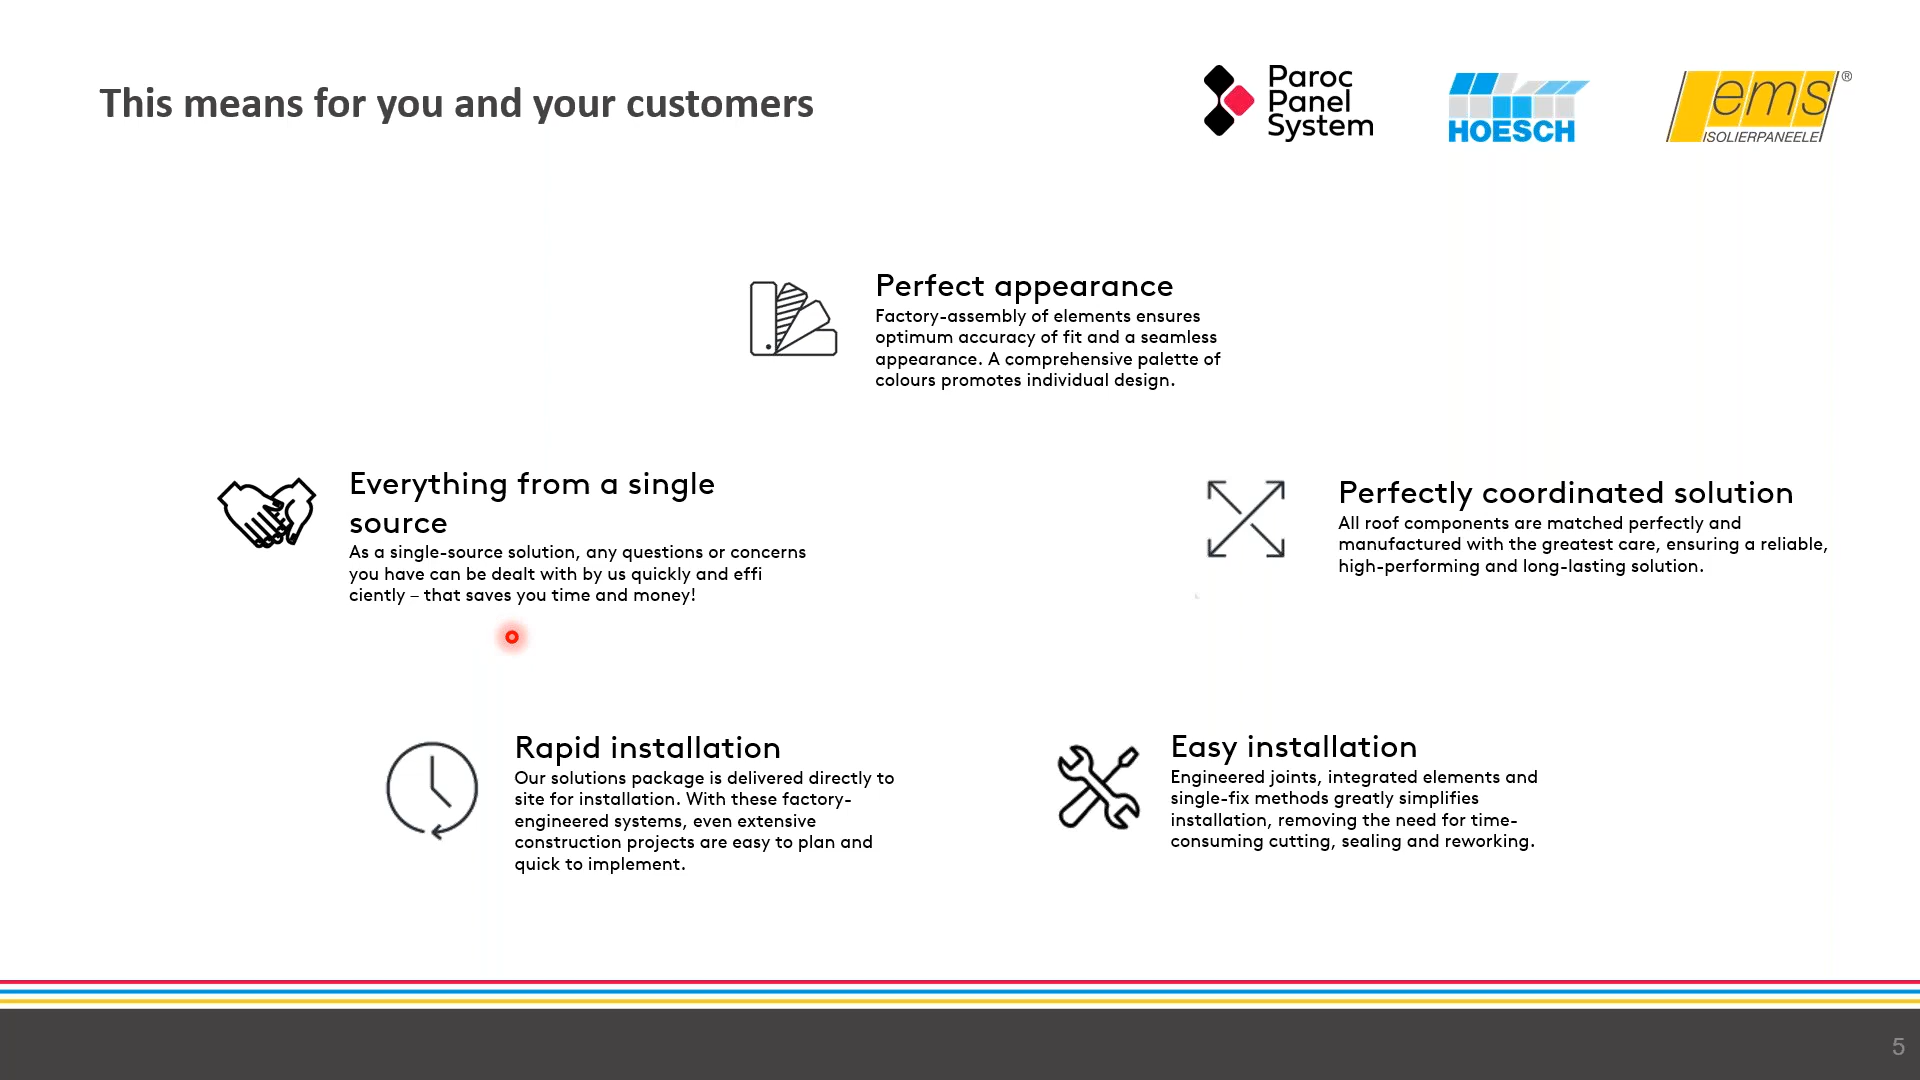 This means for you and your customers
Paroc
Panel
System
HOESCH
ems®
ISOLIERPANEELE
Perfect appearance
Factory-assembly of elements ensures
optimum accuracy of fit and a seamless
appearance. A comprehensive palette of
colours promotes individual design.
Everything from a single
source
As a single-source solution, any questions or concerns
you have can be dealt with by us quickly and effi
ciently – that saves you time and money!
Perfectly coordinated solution
All roof components are matched perfectly and
manufactured with the greatest care, ensuring a reliable,
high-performing and long-lasting solution.
Rapid installation
Our solutions package is delivered directly to
site for installation. With these factory-
engineered systems, even extensive
construction projects are easy to plan and
quick to implement.
Easy installation
Engineered joints, integrated elements and
single-fix methods greatly simplifies
installation, removing the need for time-
consuming cutting, sealing and reworking.
5